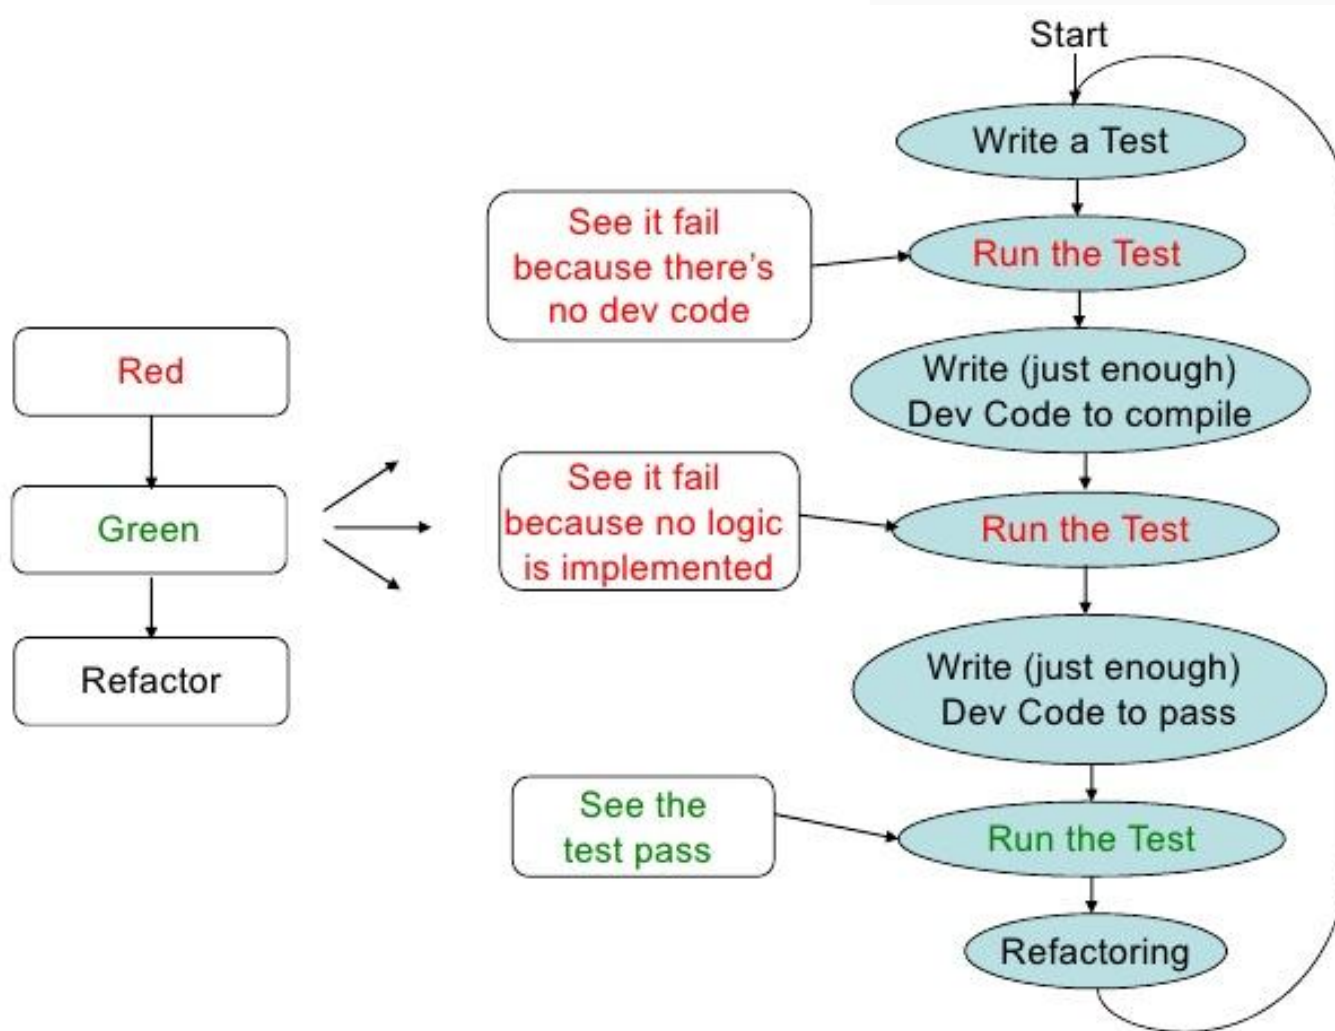 Red
Green
Refactor
Start
Write a Test
See it fail
because there's
no dev code
Run the Test
Write (just enough)
Dev Code to compile
See it fail
because no logic
is implemented
Run the Test
Write (just enough)
Dev Code to pass
See the
test pass
Run the Test
Refactoring